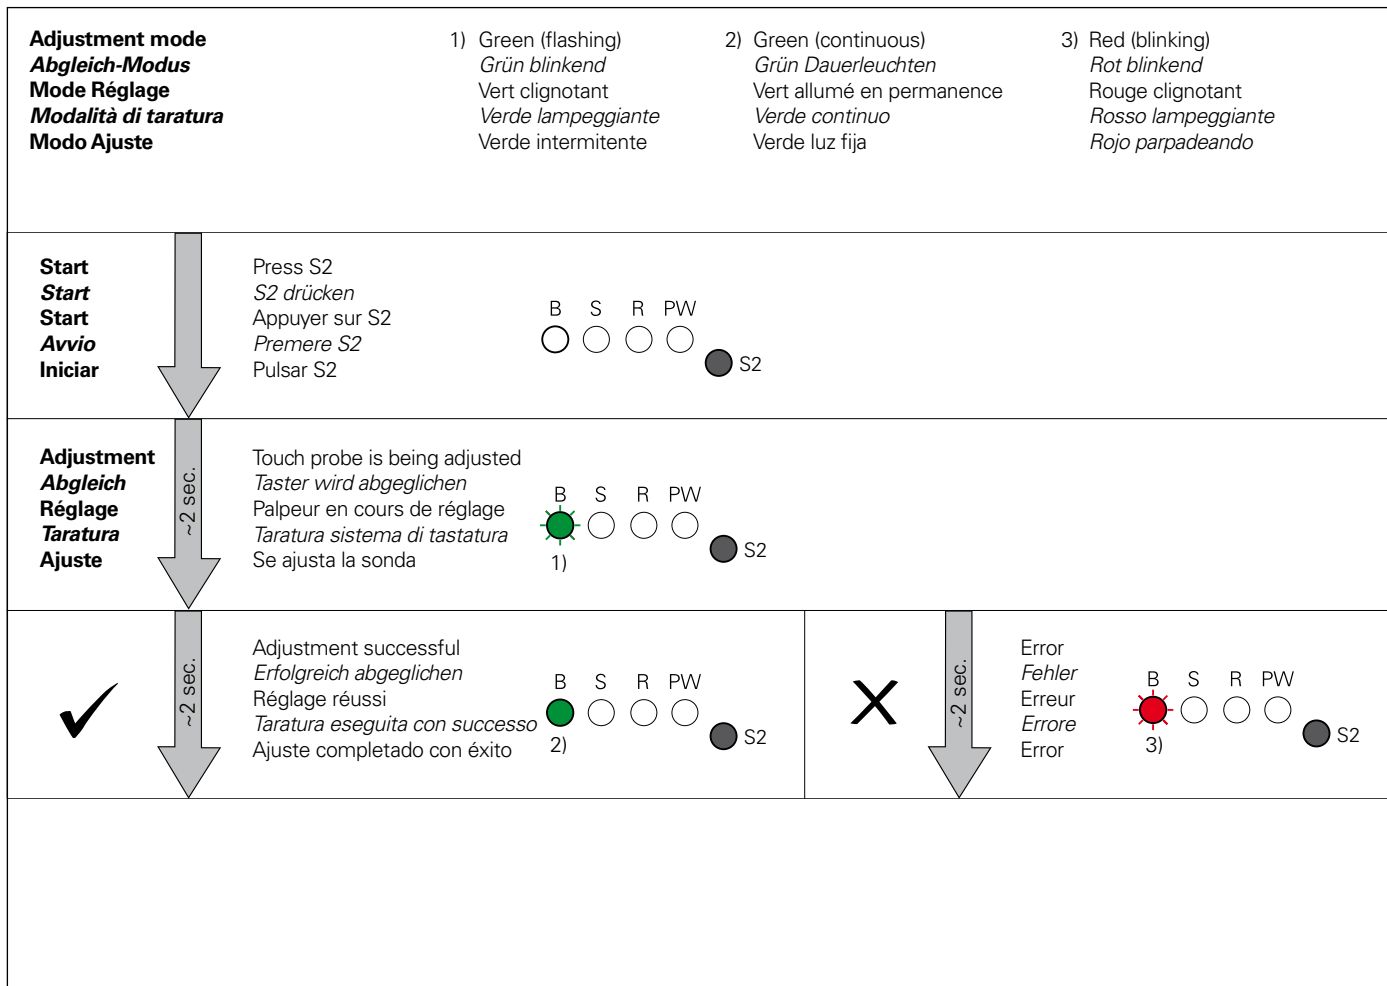 Adjustment mode
Abgleich-Modus
Mode Réglage
Modalità di taratura
Modo Ajuste
1) Green (flashing)
Grün blinkend
Vert clignotant
Verde lampeggiante
Verde intermitente
2) Green (continuous)
Grün Dauerleuchten
Vert allumé en permanence
Verde continuo
Verde luz fija
3) Red (blinking)
Rot blinkend
Rouge clignotant
Rosso lampeggiante
Rojo parpadeando
Start
Start
Start
Avvio
Iniciar
Press S2
S2 drücken
Appuyer sur S2
Premere S2
Pulsar S2
B S R PW
S2
Adjustment
Abgleich
Réglage
Taratura
Ajuste
~2 sec.
Touch probe is being adjusted
Taster wird abgeglichen
Palpeur en cours de réglage
Taratura sistema di tastatura
Se ajusta la sonda
B S R PW
S2
1)
~2 sec.
Adjustment successful
Erfolgreich abgeglichen
Réglage réussi
Taratura eseguita con successo
Ajuste completado con éxito
B S R PW
S2
2)
~2 sec.
Error
Fehler
Erreur
Errore
Error
B S R PW
S2
3)